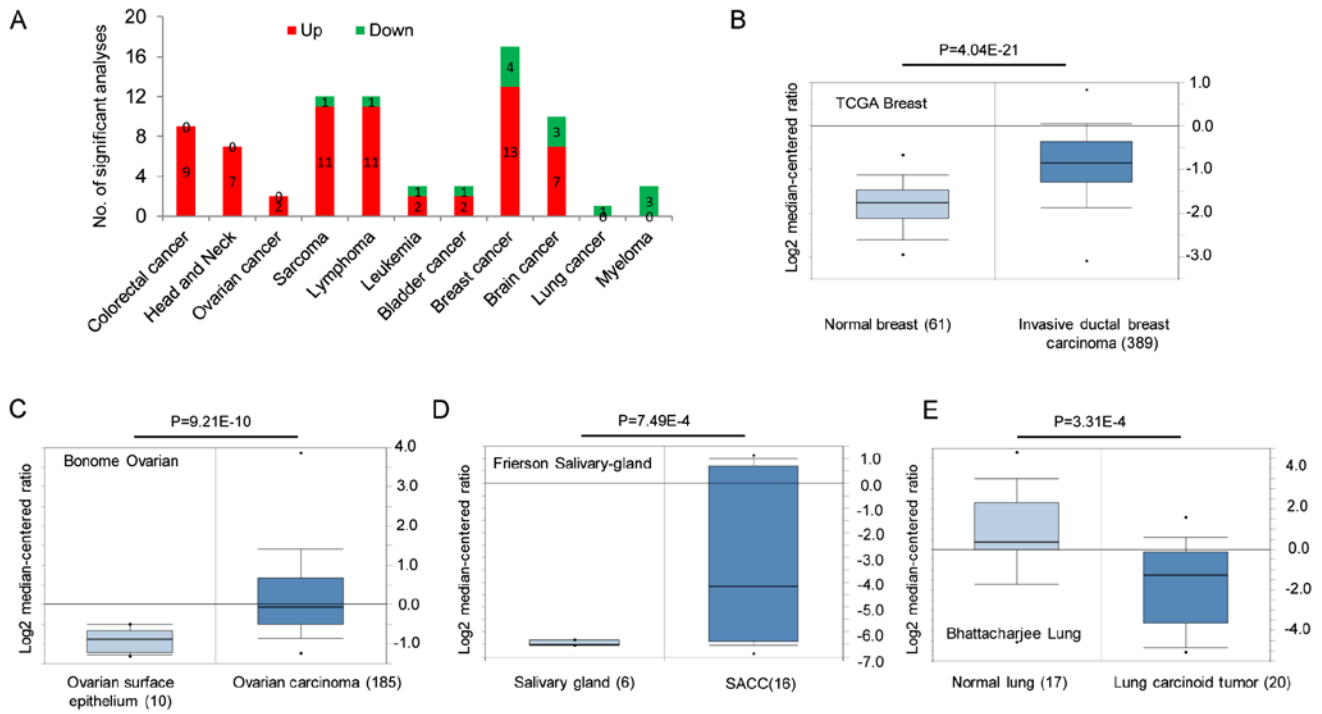 A
No. of significant analyses
20
16
12
8
4
0
Up
Down
0
9
0
7
0
2
1
11
1
11
1
2
1
2
4
13
3
7
1
0
3
0
Colorectal cancer
Head and Neck
Ovarian cancer
Sarcoma
Lymphoma
Leukemia
Bladder cancer
Breast cancer
Brain cancer
Lung cancer
Myeloma
B
P=4.04E-21
Log2 median-centered ratio
TCGA Breast
1.0
0.0
-1.0
-2.0
-3.0
Normal breast (61)
Invasive ductal breast
carcinoma (389)
C
P=9.21E-10
Log2 median-centered ratio
Bonome Ovarian
4.0
3.0
2.0
1.0
0.0
-1.0
Ovarian surface
epithelium (10)
Ovarian carcinoma (185)
D
P=7.49E-4
Log2 median-centered ratio
Frierson Salivary-gland
1.0
0.0
-1.0
-2.0
-3.0
-4.0
-5.0
-6.0
-7.0
Salivary gland (6)
SACC(16)
E
P=3.31E-4
Log2 median-centered ratio
4.0
2.0
0.0
-2.0
-4.0
Bhattacharjee Lung
Normal lung (17)
Lung carcinoid tumor (20)